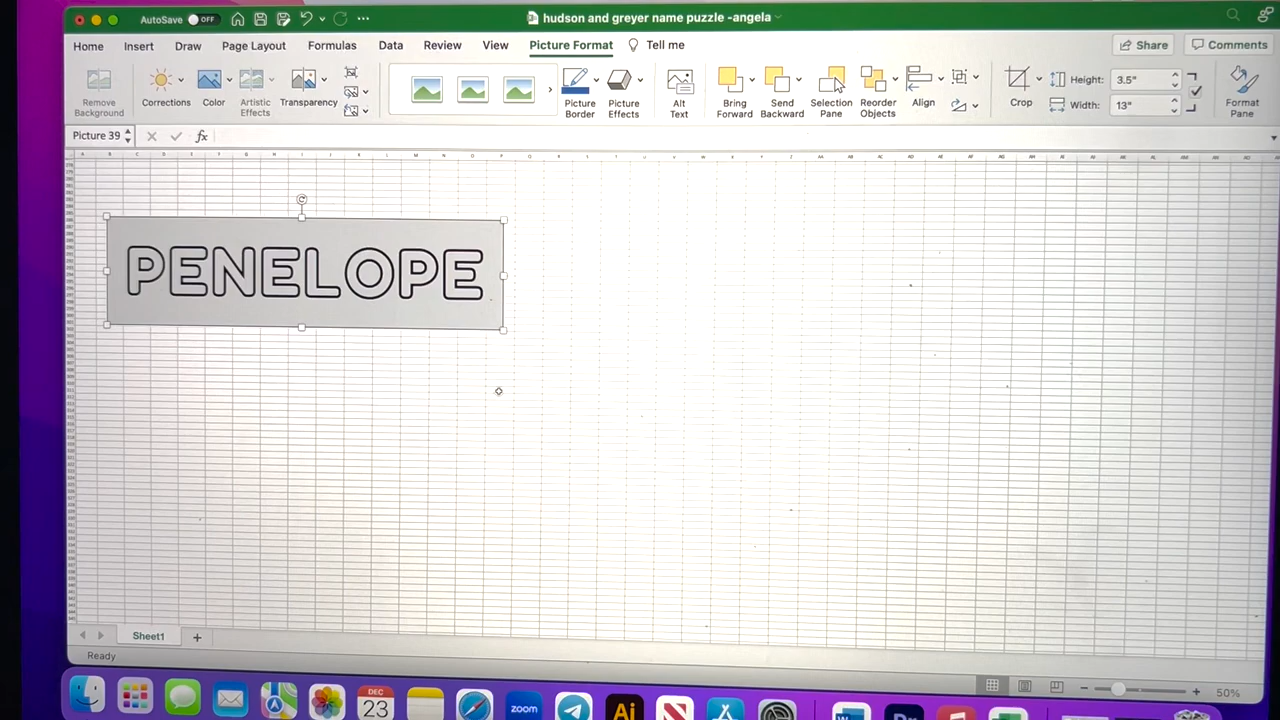 AutoSave OFF
hudson and greyer name puzzle -angela
Home Insert Draw Page Layout Formulas Data Review View Picture Format Tell me
Share Comments
Remove Background
Corrections
Color
Artistic Effects
Transparency
Picture Border
Picture Effects
Alt Text
Bring Forward
Send Backward
Selection Pane
Reorder Objects
Align
Crop
Height: 3.5"
Width: 13"
Format Pane
Picture 39
fx
PENELOPE
Sheet1
Ready
50%
DEC
23
zoom
Ai